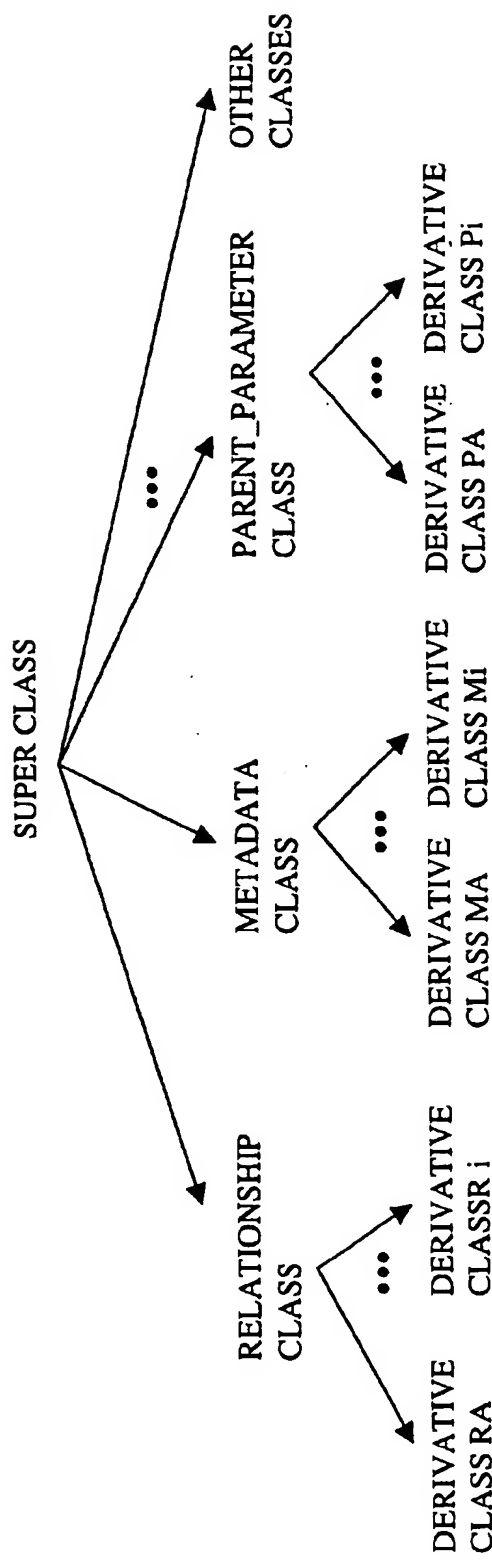 SUPER CLASS
RELATIONSHIP
CLASS
METADATA
CLASS
•••
PARENT_PARAMETER
CLASS
OTHER
CLASSES
DERIVATIVE
CLASS RA
•••
DERIVATIVE
CLASSR i
DERIVATIVE
CLASS MA
•••
DERIVATIVE
CLASS Mi
DERIVATIVE
CLASS PA
•••
DERIVATIVE
CLASS Pi